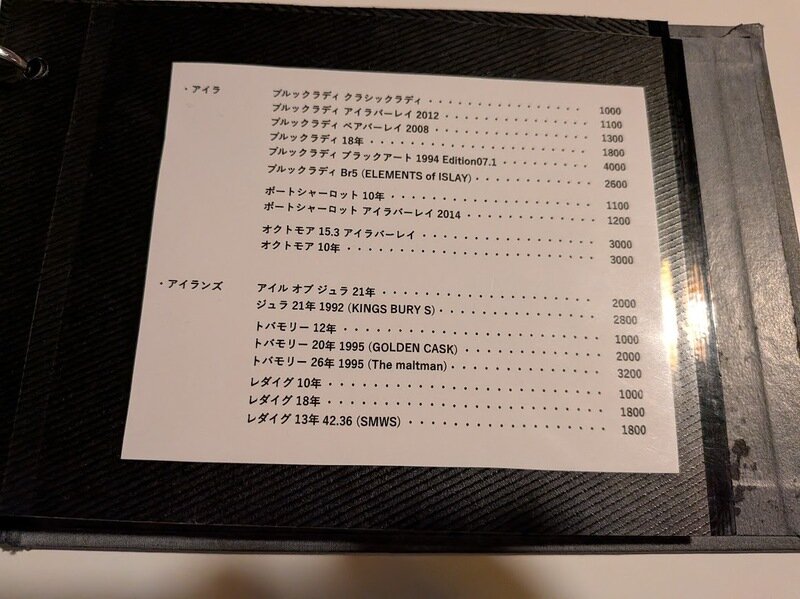 ・アイラ ブルックラディ クラシックラディ・・・・・・・・・・・・・・・ 1000
ブルックラディ アイラバーレイ 2012・・・・・・・・・・・・・・ 1100
ブルックラディ ベアバーレイ 2008・・・・・・・・・・・・・・・ 1300
ブルックラディ 18年・・・・・・・・・・・・・・・・・・・・・ 1800
ブルックラディ ブラックアート 1994 Edition07.1・・・・・・・・・ 4000
ブルックラディ Br5 (ELEMENTS of ISLAY)・・・・・・・・・・・・ 2600
ポートシャーロット 10年・・・・・・・・・・・・・・・・・・・ 1100
ポートシャーロット アイラバーレイ 2014・・・・・・・・・・・・ 1200
オクトモア 15.3 アイラバーレイ・・・・・・・・・・・・・・・・ 3000
オクトモア 10年・・・・・・・・・・・・・・・・・・・・・・・ 3000
・アイランズ アイル オブ ジュラ 21年・・・・・・・・・・・・・・・・・・・ 2000
ジュラ 21年 1992 (KINGS BURY S)・・・・・・・・・・・・・・・ 2800
トバモリー 12年・・・・・・・・・・・・・・・・・・・・・・・ 1000
トバモリー 20年 1995 (GOLDEN CASK)・・・・・・・・・・・・・ 2000
トバモリー 26年 1995 (The maltman)・・・・・・・・・・・・・・ 3200
レダイグ 10年・・・・・・・・・・・・・・・・・・・・・・・・ 1000
レダイグ 18年・・・・・・・・・・・・・・・・・・・・・・・・ 1800
レダイグ 13年 42.36 (SMWS)・・・・・・・・・・・・・・・・・ 1800